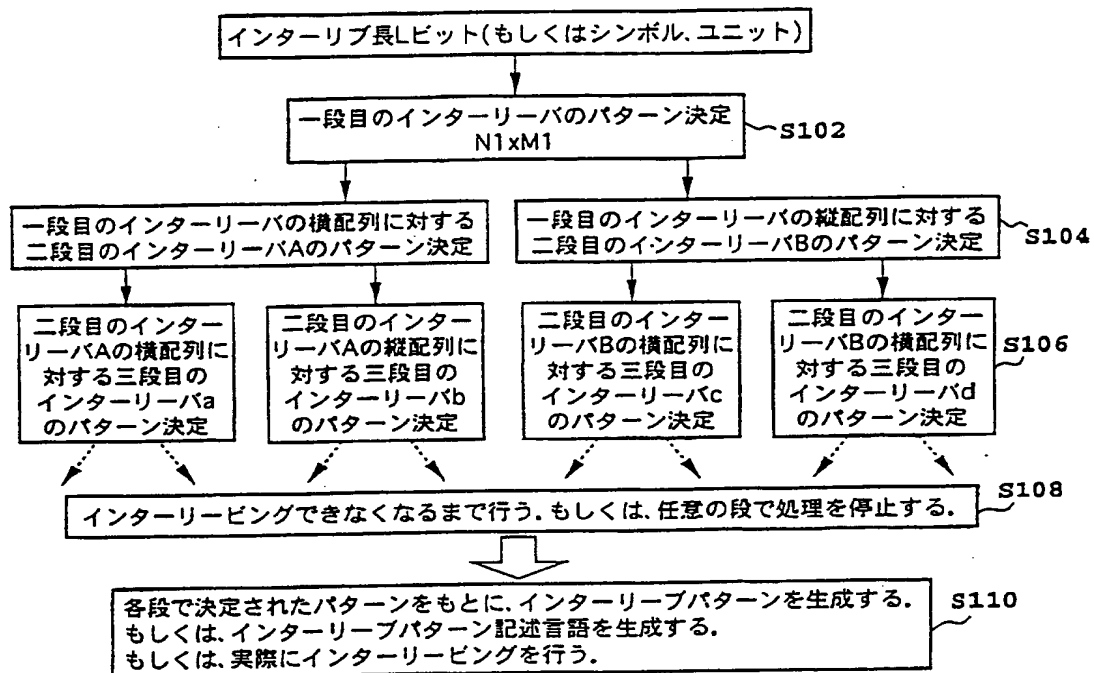 インターリブ長Lビット(もしくはシンボル、ユニット)
一段目のインターリーバのパターン決定
N1xM1
S102
一段目のインターリーバの横配列に対する
二段目のインターリーバAのパターン決定
一段目のインターリーバの縦配列に対する
二段目のインターリーバBのパターン決定
S104
二段目のインター
リーバAの横配列に
対する三段目の
インターリーバa
のパターン決定
二段目のインター
リーバAの縦配列に
対する三段目の
インターリーバb
のパターン決定
二段目のインター
リーバBの横配列に
対する三段目の
インターリーバc
のパターン決定
二段目のインター
リーバBの横配列に
対する三段目の
インターリーバd
のパターン決定
S106
インターリービングできなくなるまで行う.もしくは、任意の段で処理を停止する.
S108
各段で決定されたパターンをもとに、インターリーブパターンを生成する.
もしくは、インターリーブパターン記述言語を生成する.
もしくは、実際にインターリービングを行う.
S110